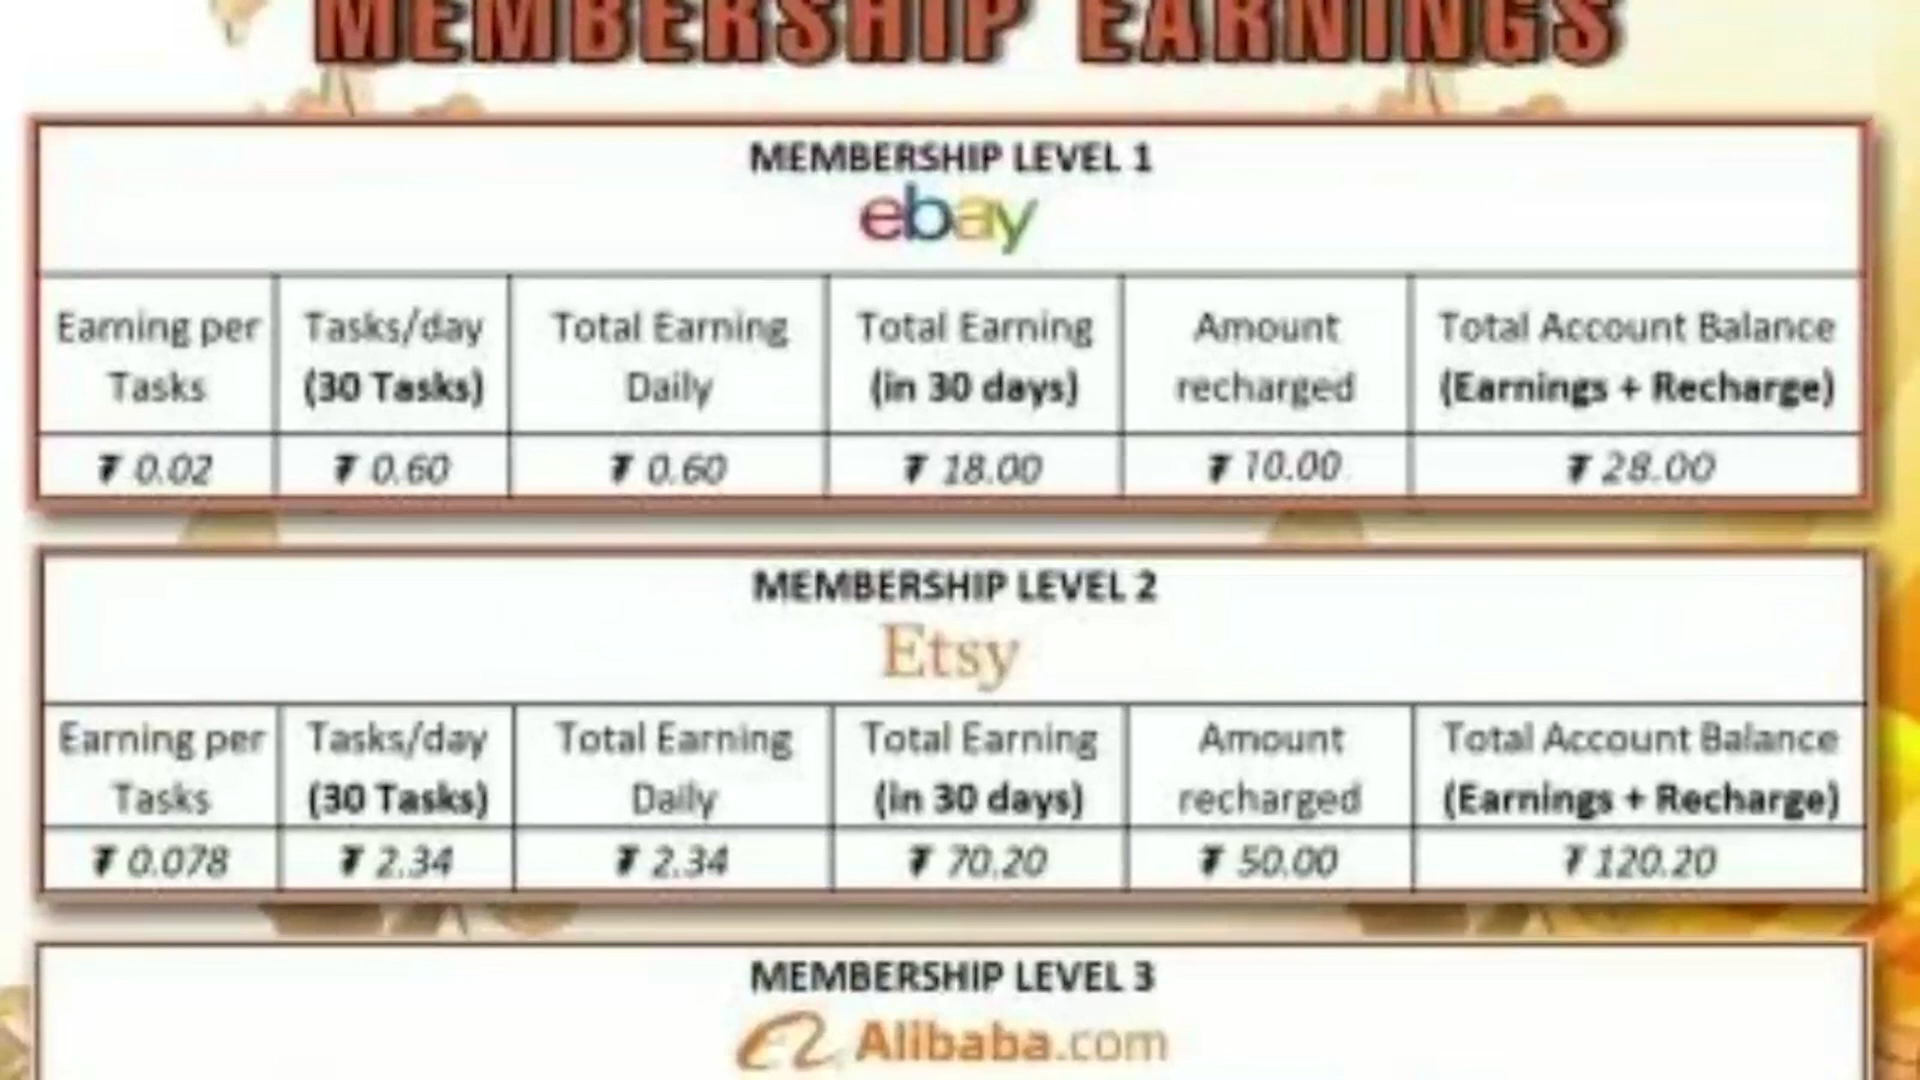 MEMBERSHIP EARNINGS
MEMBERSHIP LEVEL 1
ebay
Earning per Tasks
Tasks/day (30 Tasks)
Total Earning Daily
Total Earning (in 30 days)
Amount recharged
Total Account Balance (Earnings + Recharge)
₮ 0.02
₮ 0.60
₮ 0.60
₮ 18.00
₮ 10.00
₮ 28.00
MEMBERSHIP LEVEL 2
Etsy
Earning per Tasks
Tasks/day (30 Tasks)
Total Earning Daily
Total Earning (in 30 days)
Amount recharged
Total Account Balance (Earnings + Recharge)
₮ 0.078
₮ 2.34
₮ 2.34
₮ 70.20
₮ 50.00
₮ 120.20
MEMBERSHIP LEVEL 3
Alibaba.com